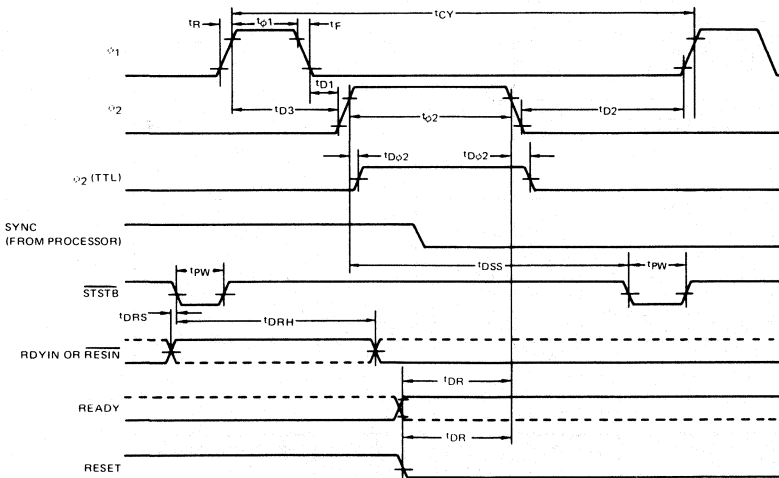 tCY
tR
tφ1
tF
φ1
tD1
tD3
tφ2
tD2
φ2
tDφ2
tDφ2
φ2 (TTL)
SYNC
(FROM PROCESSOR)
tDSS
tPW
tPW
STSTB
tDRS
tDRH
RDYIN OR RESIN
tDR
READY
tDR
RESET